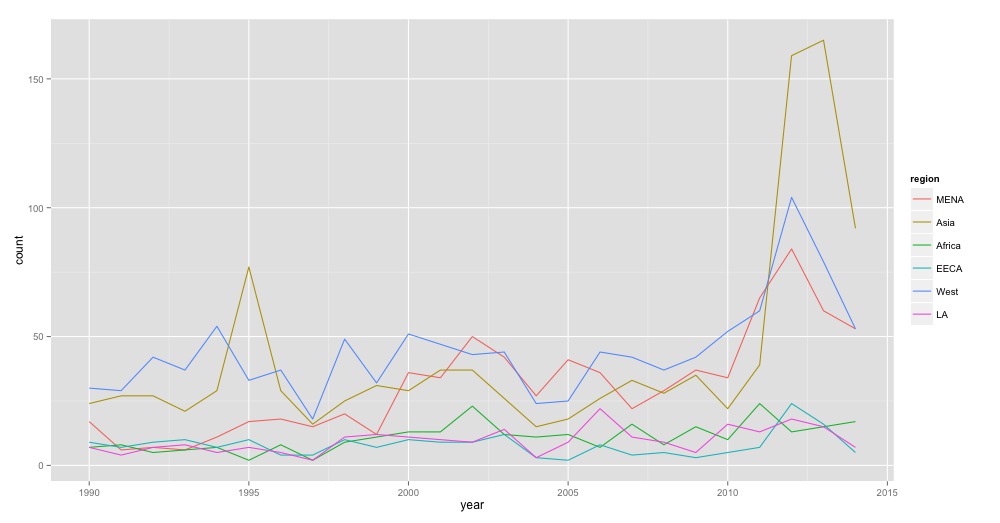 150
100
50
0
count
1990
1995
2000
2005
2010
2015
year
region
MENA
Asia
Africa
EECA
West
LA